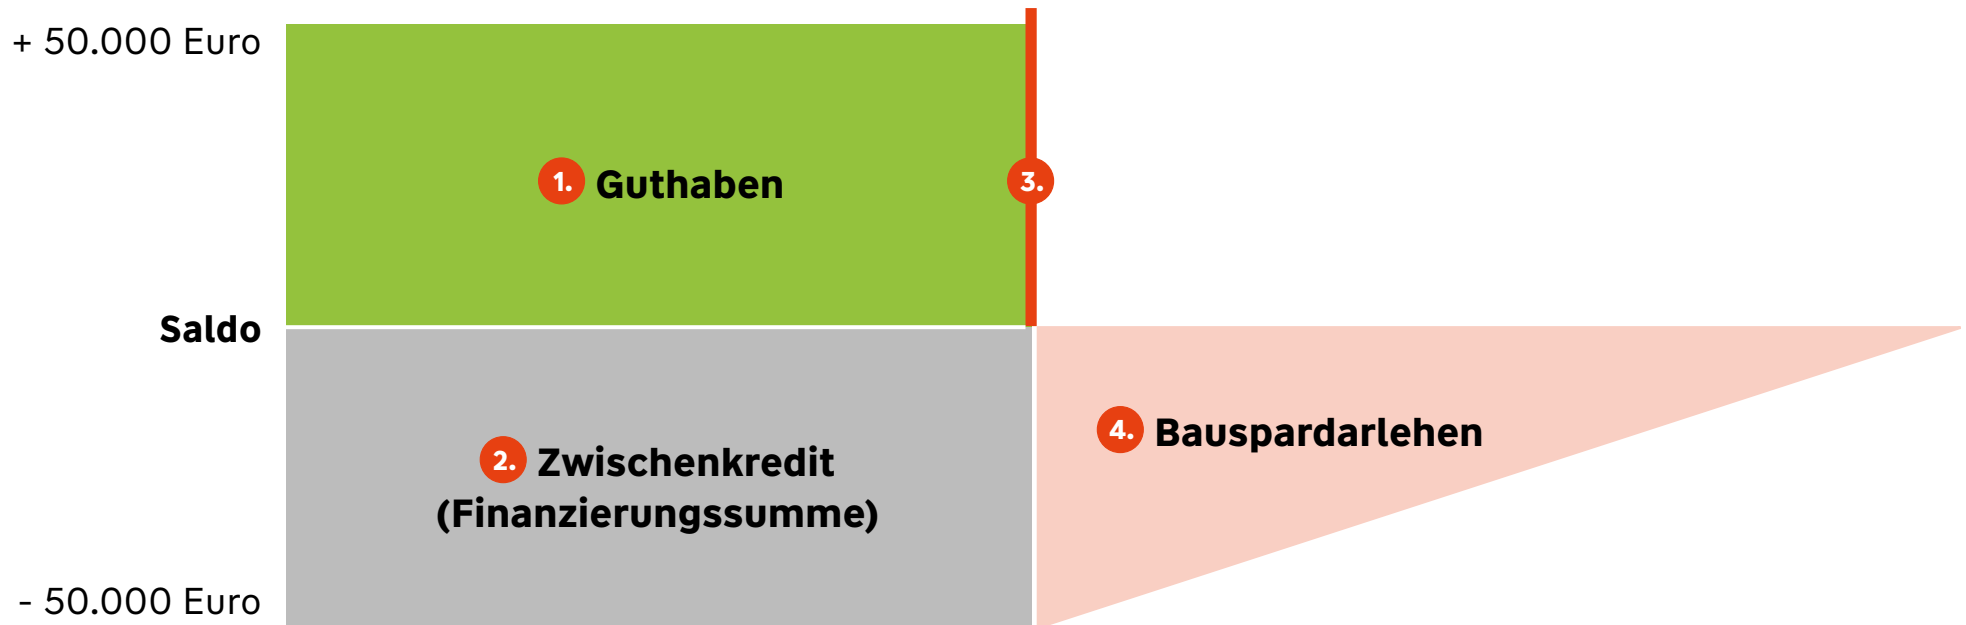 + 50.000 Euro
1. Guthaben
3.
Saldo
4. Bauspardarlehen
2. Zwischenkredit
(Finanzierungssumme)
- 50.000 Euro